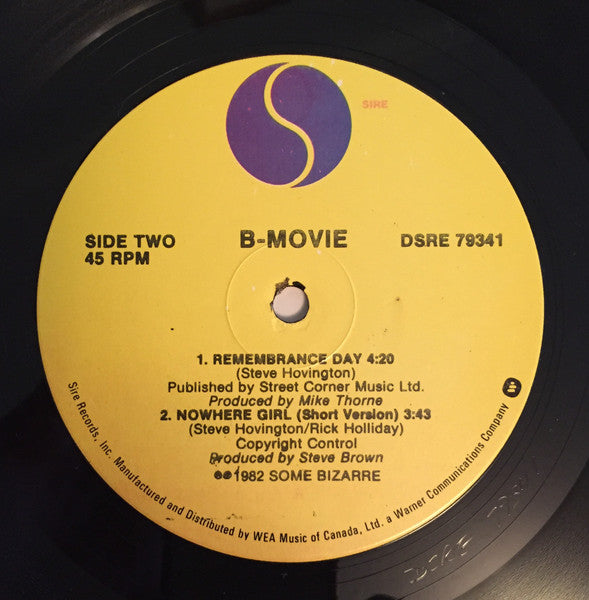 SIRE
SIDE TWO
45 RPM
B-MOVIE
DSRE 79341
1. REMEMBRANCE DAY 4:20
(Steve Hovington)
Published by Street Corner Music Ltd.
Produced by Mike Thorne
2. NOWHERE GIRL (Short Version) 3:43
(Steve Hovington/Rick Holliday)
Copyright Control
Produced by Steve Brown
℗©1982 SOME BIZARRE
Sire Records, Inc. Manufactured and Distributed by WEA Music of Canada, Ltd. a Warner Communications Company